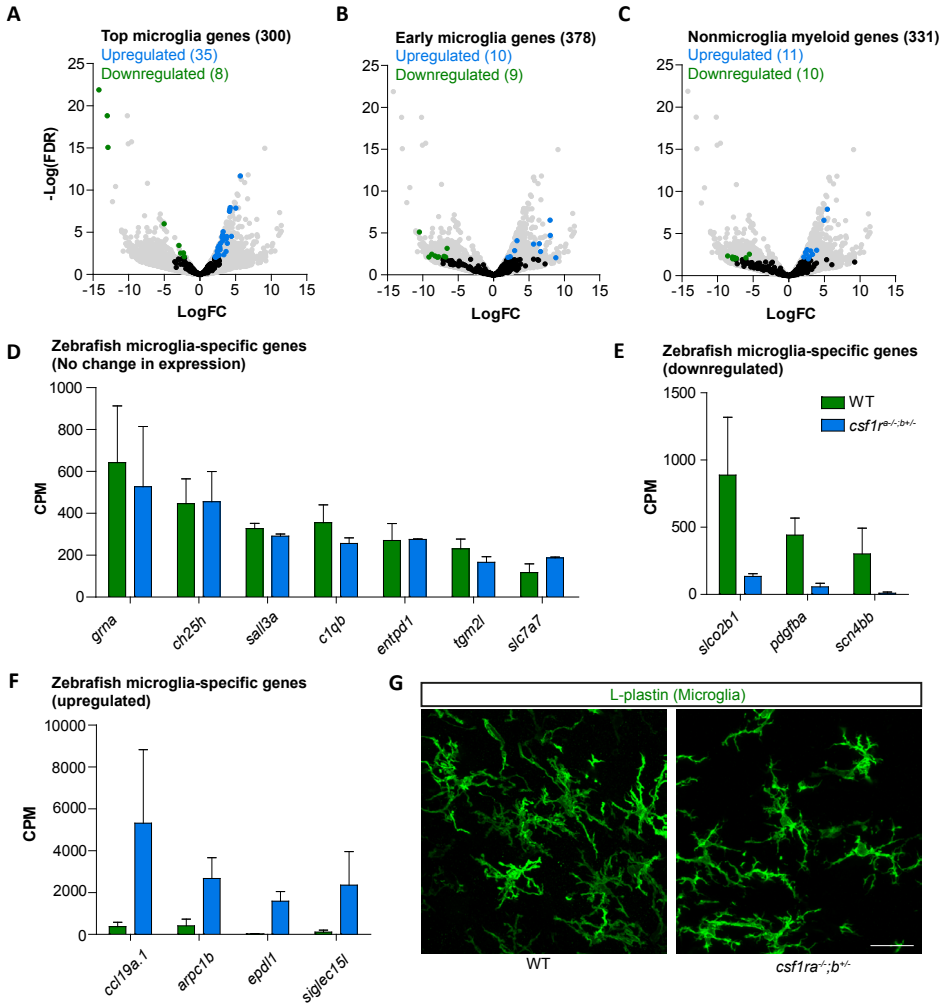 A
Top microglia genes (300)
Upregulated (35)
Downregulated (8)
25
20
15
10
5
0
-Log(FDR)
-15 -10 -5 0 5 10 15
LogFC
B
Early microglia genes (378)
Upregulated (10)
Downregulated (9)
25
20
15
10
5
0
-15 -10 -5 0 5 10 15
LogFC
C
Nonmicroglia myeloid genes (331)
Upregulated (11)
Downregulated (10)
25
20
15
10
5
0
-15 -10 -5 0 5 10 15
LogFC
D
Zebrafish microglia-specific genes
(No change in expression)
1000
800
600
400
200
0
CPM
grna ch25h sall3a c1qb entpd1 tgm2l slc7a7
E
Zebrafish microglia-specific genes
(downregulated)
1500
1000
500
0
CPM
WT
csf1r a-/-;b+/-
slco2b1 pdgfba scn4bb
F
Zebrafish microglia-specific genes
(upregulated)
10000
8000
6000
4000
2000
0
CPM
ccl19a.1 arpc1b epdl1 siglec15l
G
L-plastin (Microglia)
WT
csf1ra-/-;b+/-